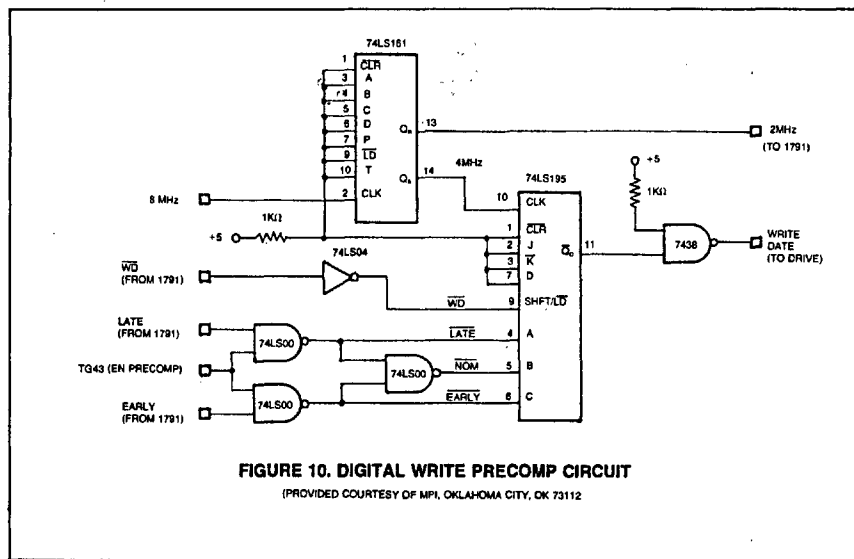 74LS161
1 CLR
3 A
4 B
5 C
6 D
7 P
9 LD
10 T
2 CLK
QB 13
QA 14
2MHz
(TO 1791)
4MHz
8 MHz
1KΩ
+5
74LS195
10 CLK
1 CLR
2 J
3 K
7 D
9 SHFT/LD
4 A
5 B
6 C
QD 11
+5
1KΩ
7438
WRITE
DATE
(TO DRIVE)
WD
(FROM 1791)
74LS04
WD
LATE
(FROM 1791)
74LS00
LATE
TG43 (EN PRECOMP)
74LS00
NOM
EARLY
(FROM 1791)
74LS00
EARLY
FIGURE 10. DIGITAL WRITE PRECOMP CIRCUIT
(PROVIDED COURTESY OF MPI, OKLAHOMA CITY, OK 73112